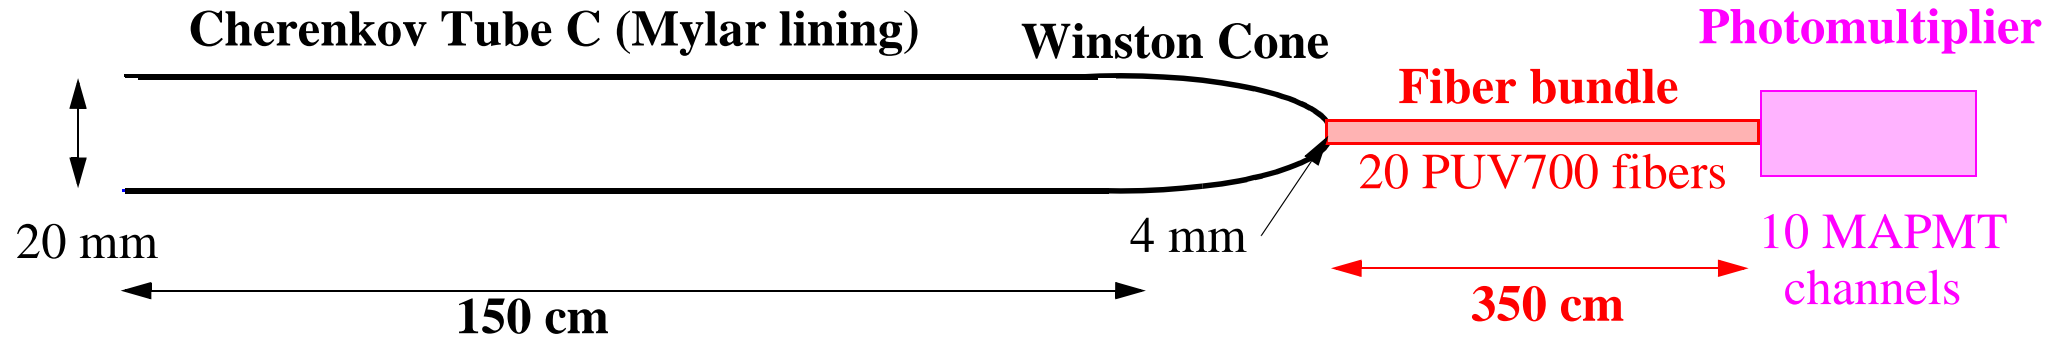 Cherenkov Tube C (Mylar lining)
Winston Cone
Photomultiplier
Fiber bundle
20 PUV700 fibers
20 mm
4 mm
10 MAPMT
channels
150 cm
350 cm